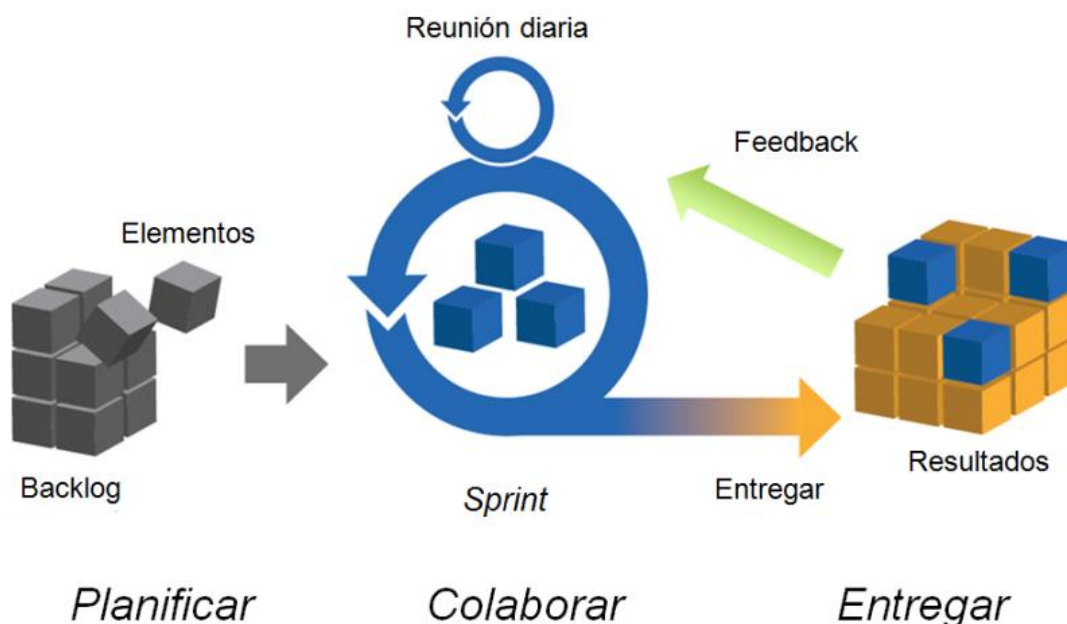 Reunión diaria
Feedback
Elementos
Backlog
Sprint
Entregar
Resultados
Planificar
Colaborar
Entregar